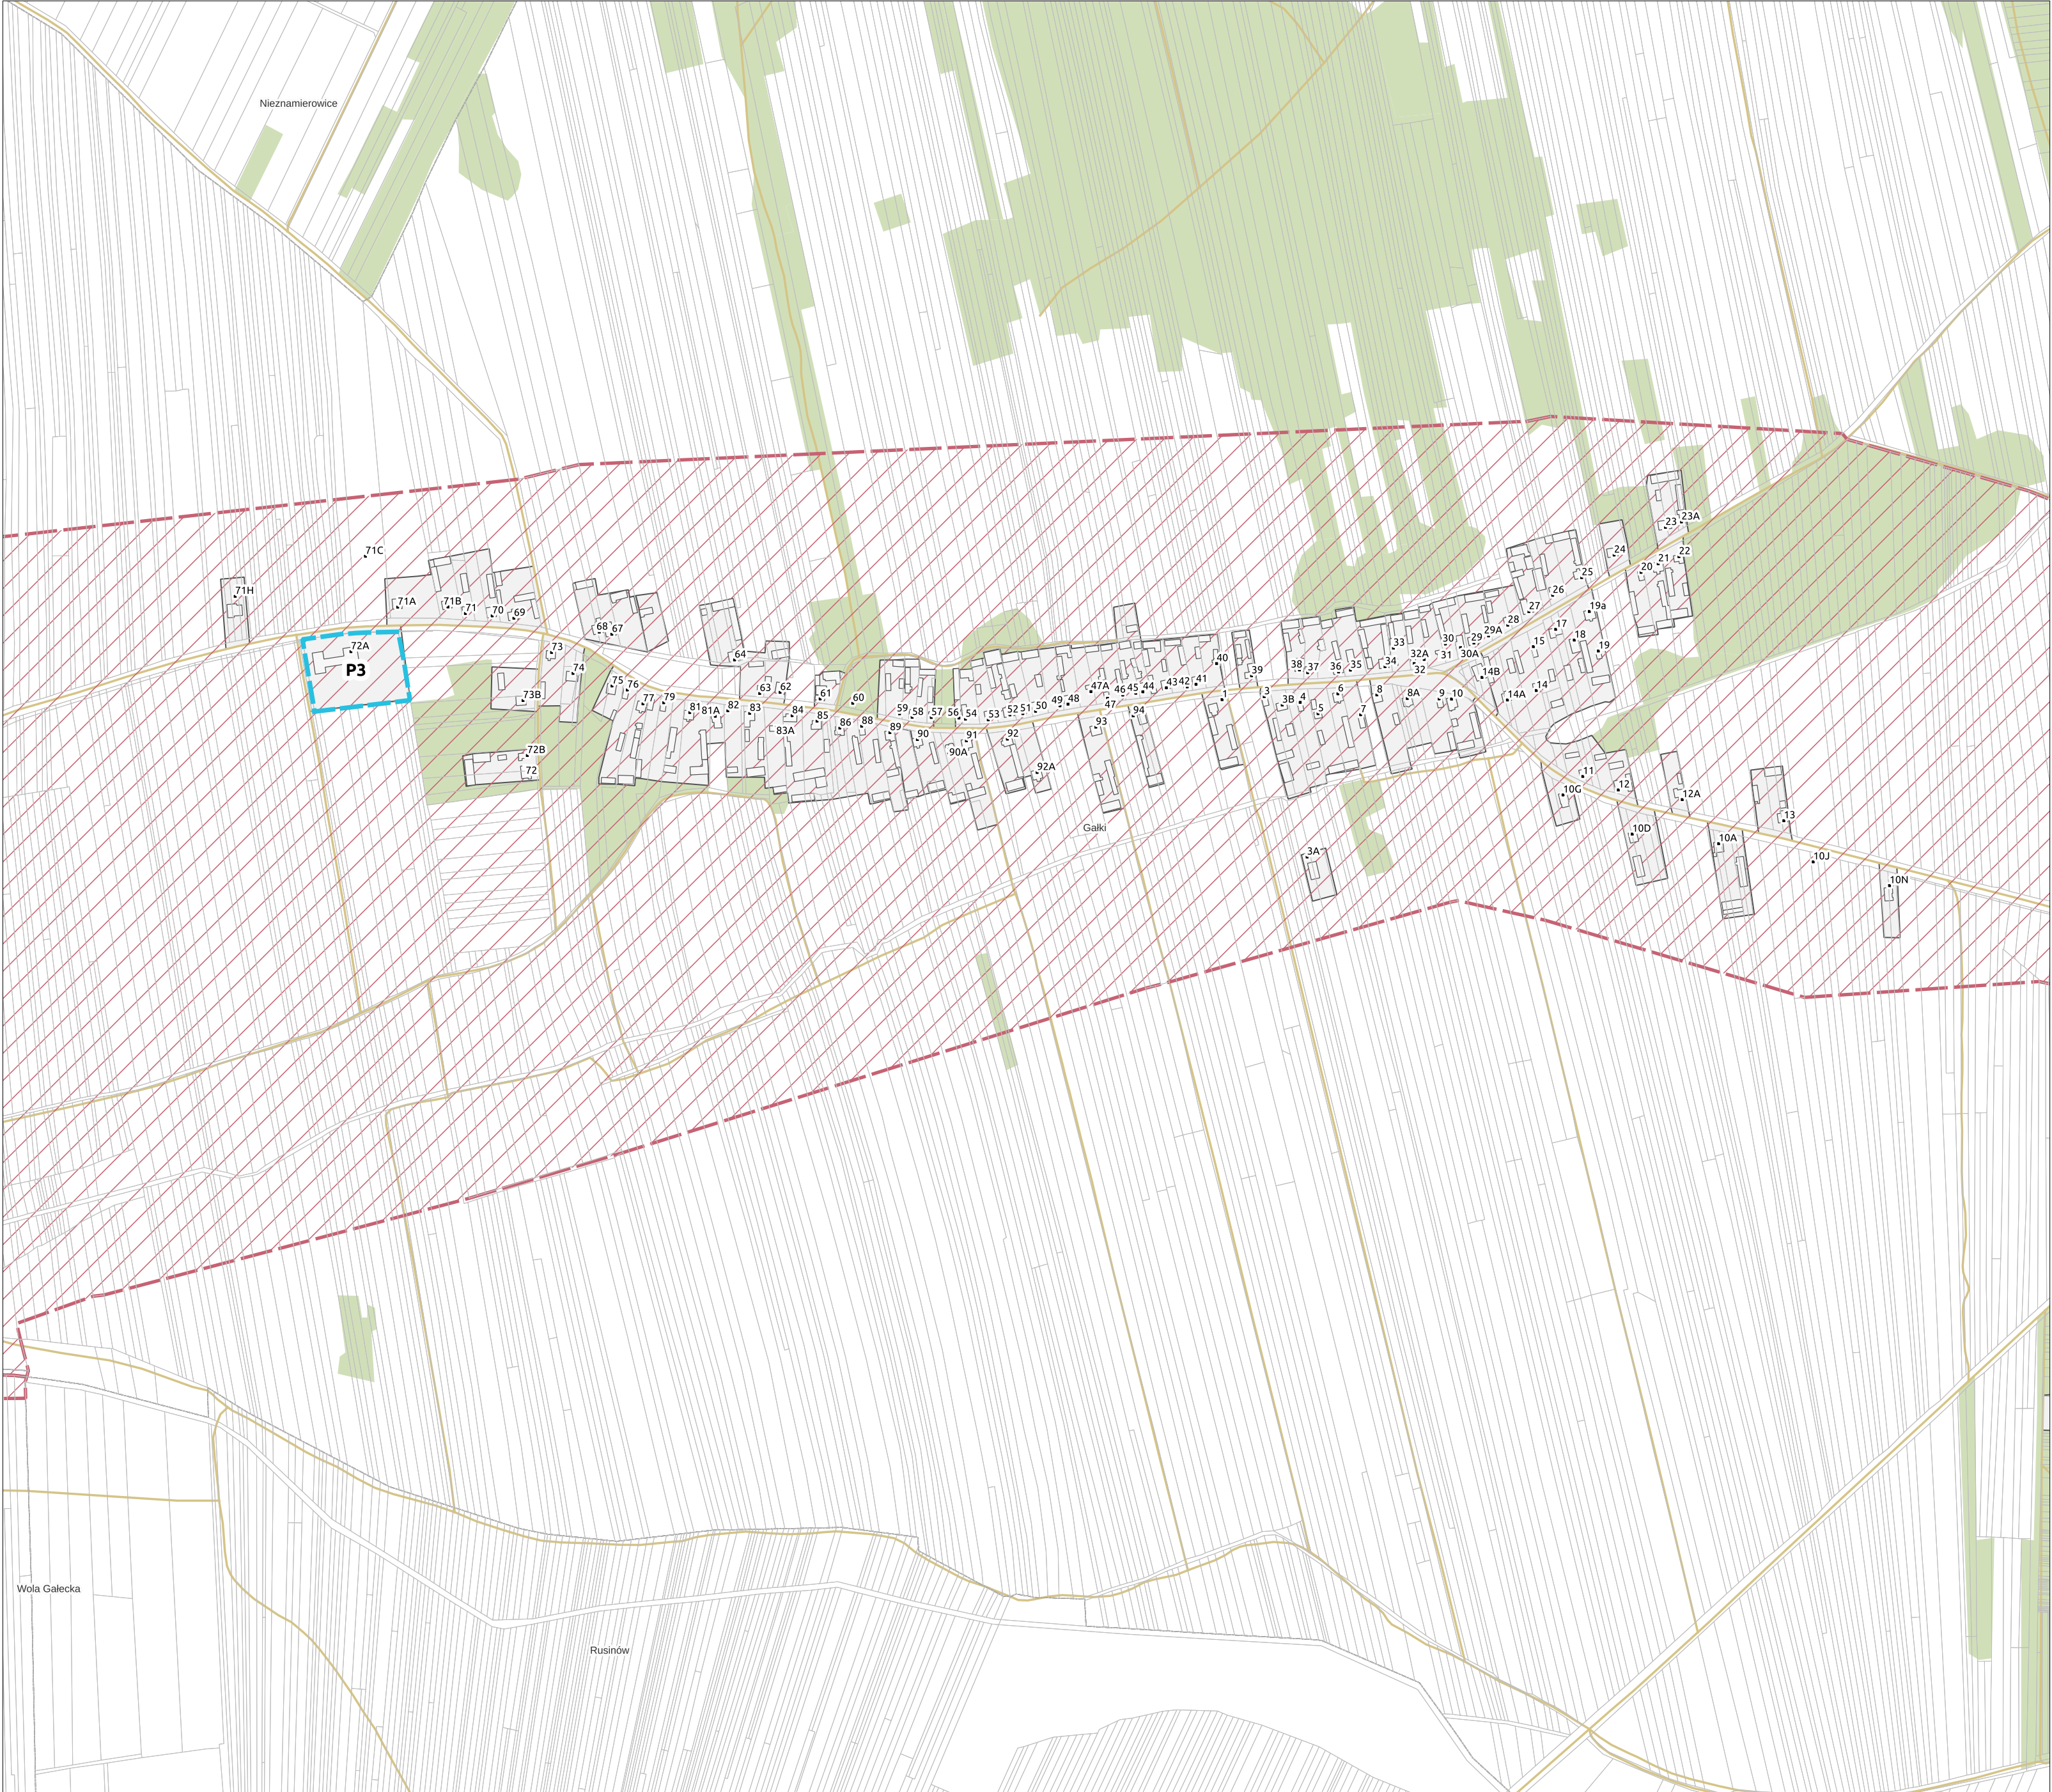 Nieznamierowice
23 23A
71C
24 21 22
20
25
71H
26
71A 71B 71 70 69
27 19a
28 17
68 67
29A 18
30 29 15
33
73
72A
19
64
32A 31 30A
40
P3
38 37 36 35 34
74
39
32 14B
75 76
63 62
47A 46 45 44 43 42 41
14
73B
61
60
1 3 6 8 8A 9 10 14A
77 79
49 48
3B 4
81 81A 82 83 84
59 58 57 56 54 53 52 51 50
47
94
5 7
85 86 88
93
83A
89 90
91 92
72B
90A
72
92A
11
12
10G
12A
13
Gałki
10D
10A
3A
10J
10N
Wola Gałecka
Rusinów